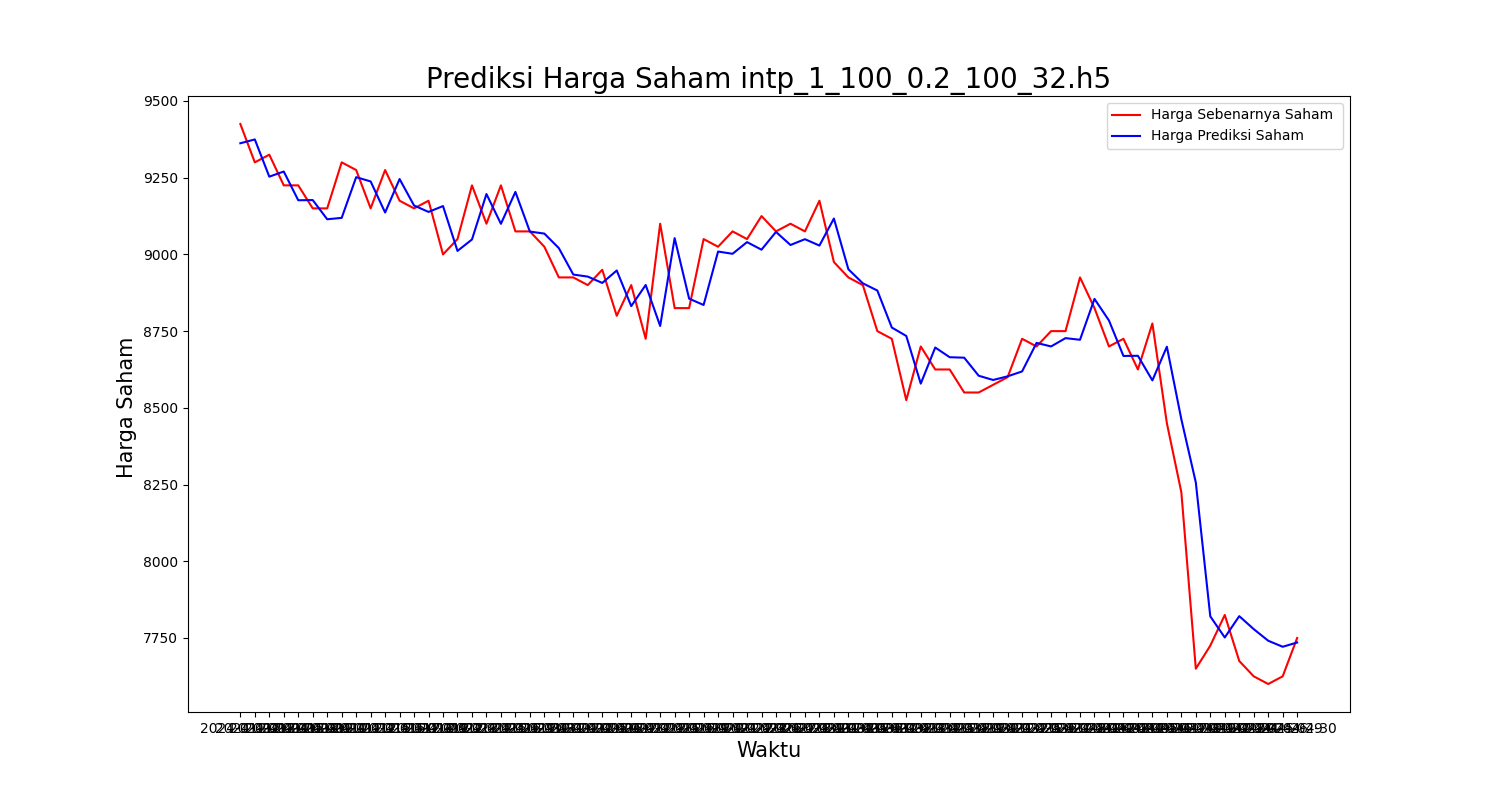 Prediksi Harga Saham intp_1_100_0.2_100_32.h5
Harga Sebenarnya Saham
Harga Prediksi Saham
9500
9250
9000
8750
8500
8250
8000
7750
Harga Saham
Waktu